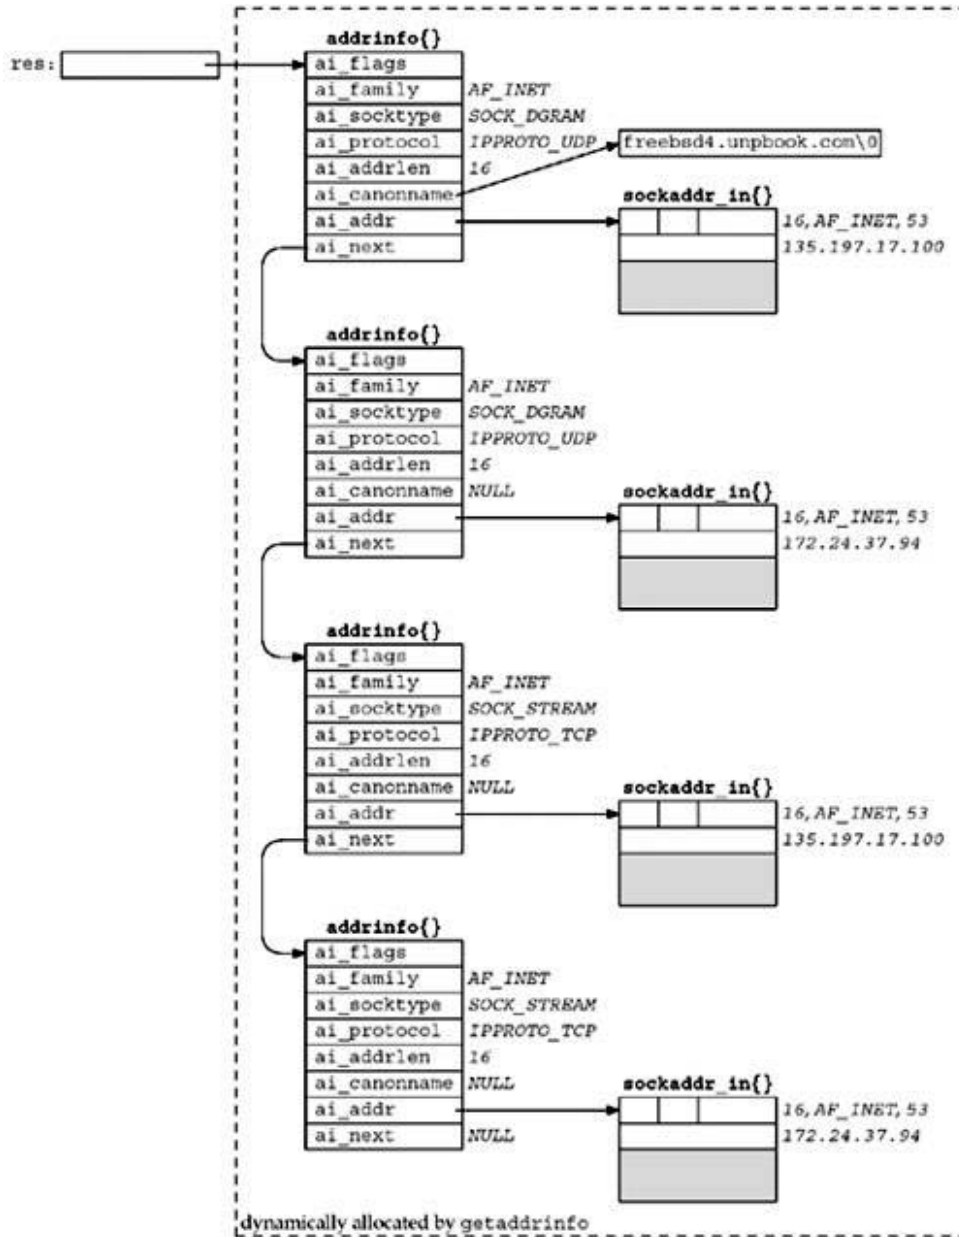 addrinfo{}
res:
ai_flags
ai_family AF_INET
ai_socktype SOCK_DGRAM
ai_protocol IPPROTO_UDP
freebsd4.unpbook.com\0
ai_addrlen 16
ai_canonname
sockaddr_in{}
ai_addr
16, AF_INET, 53
ai_next
135.197.17.100
addrinfo{}
ai_flags
ai_family AF_INET
ai_socktype SOCK_DGRAM
ai_protocol IPPROTO_UDP
ai_addrlen 16
ai_canonname NULL
sockaddr_in{}
ai_addr
16, AF_INET, 53
ai_next
172.24.37.94
addrinfo{}
ai_flags
ai_family AF_INET
ai_socktype SOCK_STREAM
ai_protocol IPPROTO_TCP
ai_addrlen 16
ai_canonname NULL
sockaddr_in{}
ai_addr
16, AF_INET, 53
ai_next
135.197.17.100
addrinfo{}
ai_flags
ai_family AF_INET
ai_socktype SOCK_STREAM
ai_protocol IPPROTO_TCP
ai_addrlen 16
ai_canonname NULL
sockaddr_in{}
ai_addr
16, AF_INET, 53
ai_next NULL
172.24.37.94
dynamically allocated by getaddrinfo